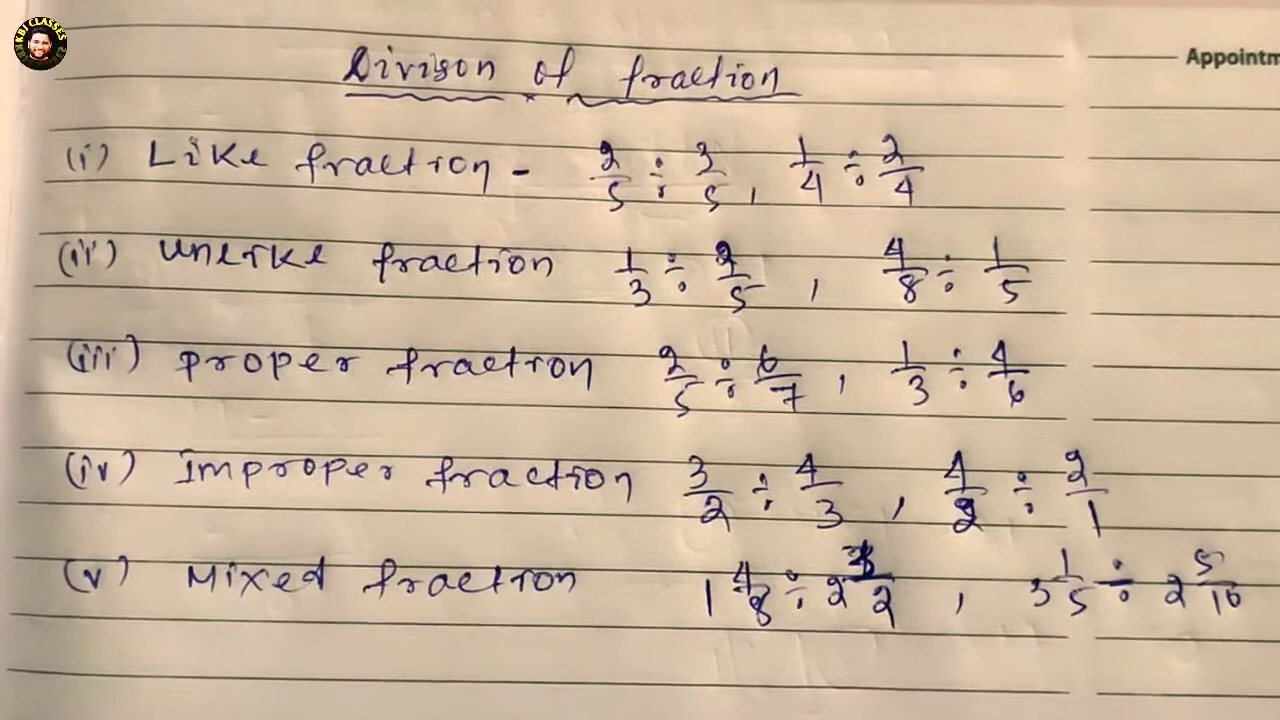 KBJ CLASSES
Appointm
Divison of fraction
(i) Like fraction - 2/5 ÷ 3/5, 1/4 ÷ 2/4
(ii) unlike fraction 1/3 ÷ 2/5, 4/8 ÷ 1/5
(iii) proper fraction 2/5 ÷ 6/7, 1/3 ÷ 4/6
(iv) Improper fraction 3/2 ÷ 4/3, 4/2 ÷ 2/1
(v) Mixed fraction 1 4/8 ÷ 2 /2, 3 1/5 ÷ 2 5/10